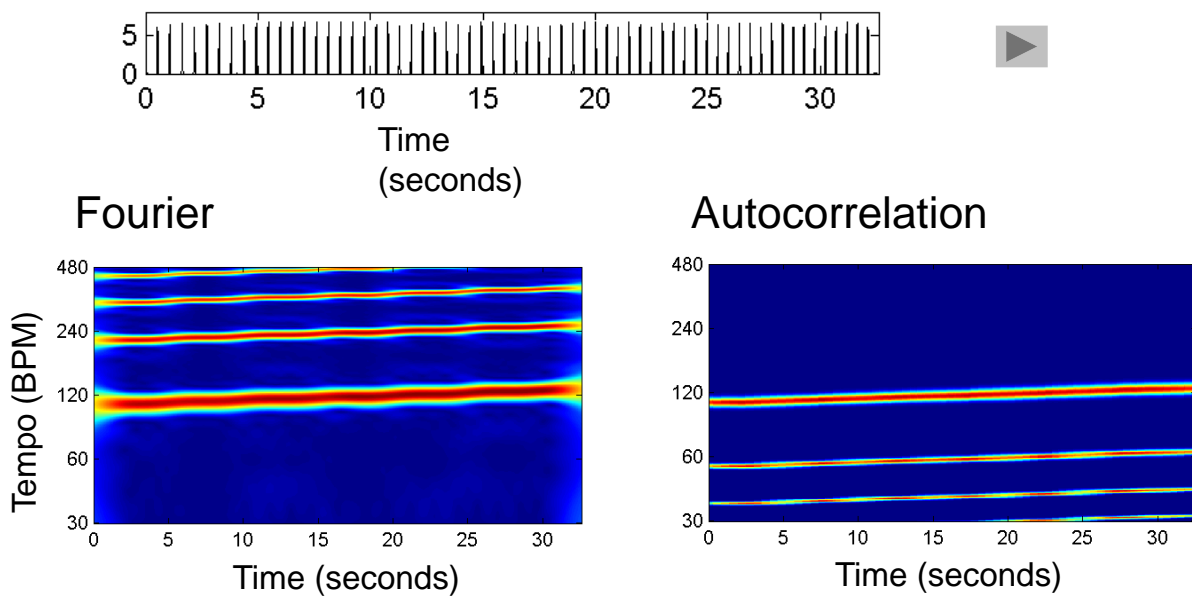 5
0
0 5 10 15 20 25 30
Time
(seconds)
Fourier
Autocorrelation
Tempo (BPM)
480
240
120
60
30
0 5 10 15 20 25 30
Time (seconds)
480
240
120
60
30
0 5 10 15 20 25 30
Time (seconds)